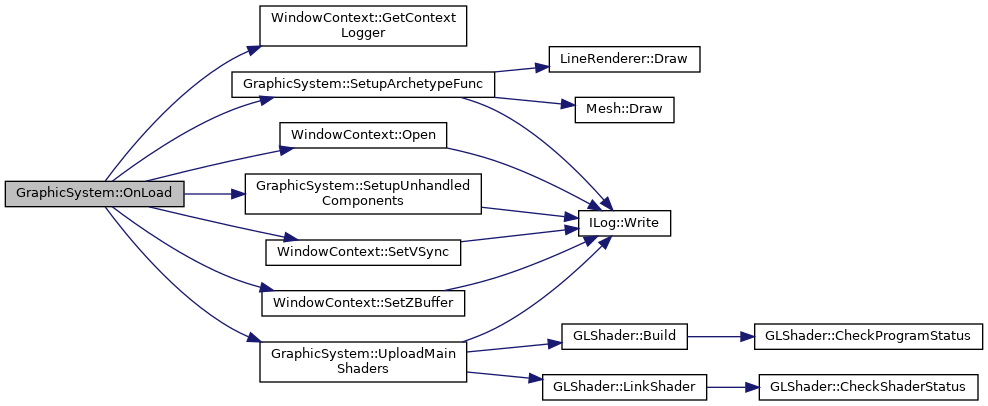 GraphicSystem::OnLoad
WindowContext::GetContext
Logger
GraphicSystem::SetupArchetypeFunc
LineRenderer::Draw
Mesh::Draw
WindowContext::Open
GraphicSystem::SetupUnhandled
Components
ILog::Write
WindowContext::SetVSync
WindowContext::SetZBuffer
GraphicSystem::UploadMain
Shaders
GLShader::Build
GLShader::CheckProgramStatus
GLShader::LinkShader
GLShader::CheckShaderStatus